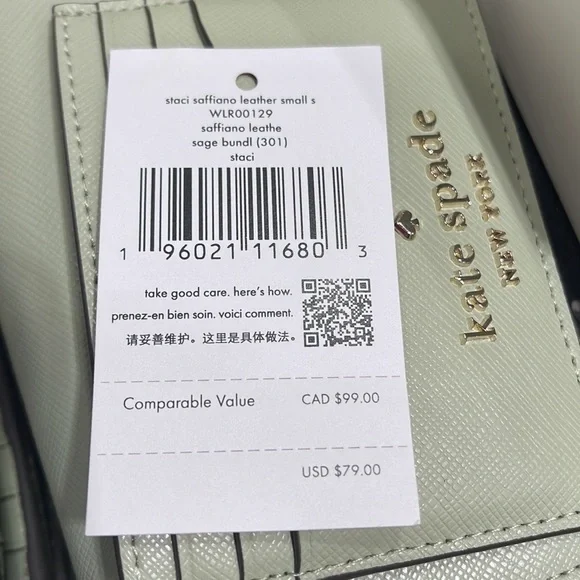 staci saffiano leather small s
WLR00129
saffiano leathe
sage bundl (301)
staci
1 96021 11680 3
take good care. here's how.
prenez-en bien soin. voici comment.
请妥善维护。这里是具体做法。
Comparable Value CAD $99.00
USD $79.00
kate spade
NEW YORK